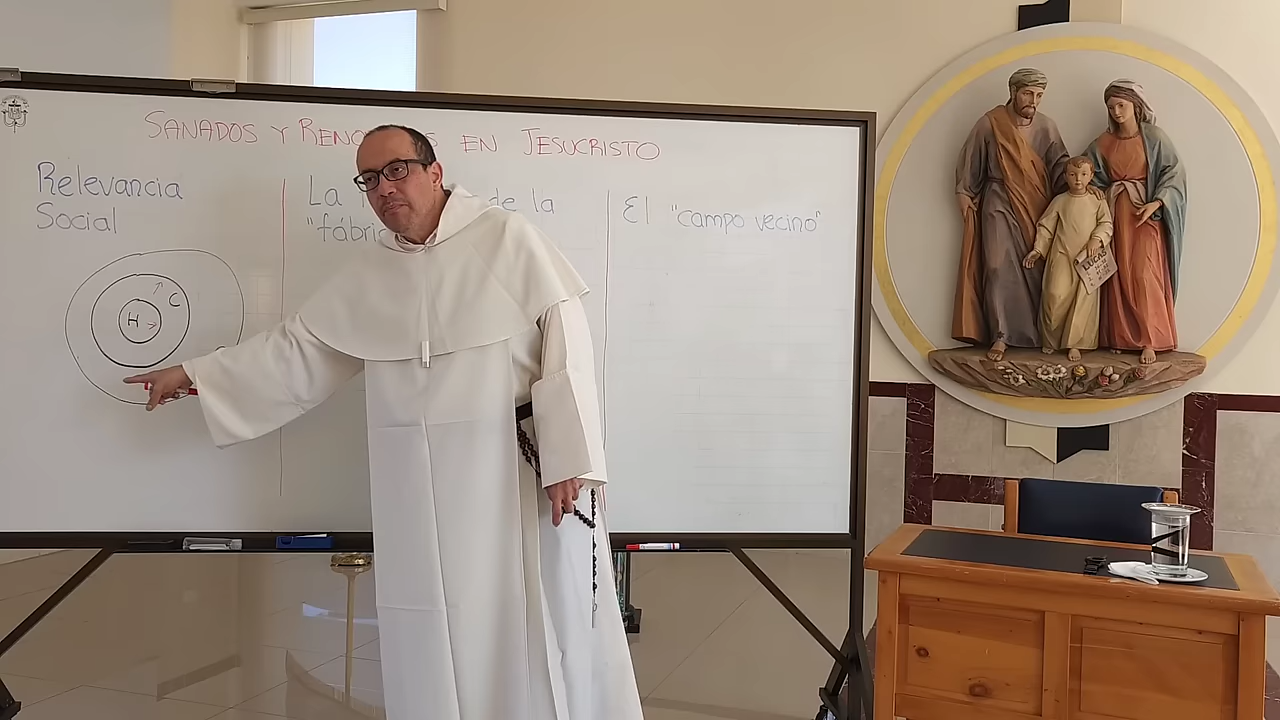 SANADOS Y RENO S EN JESUCRISTO
Relevancia
Social
C
H
La de la
"fábri
El "campo vecino"
LUCAS